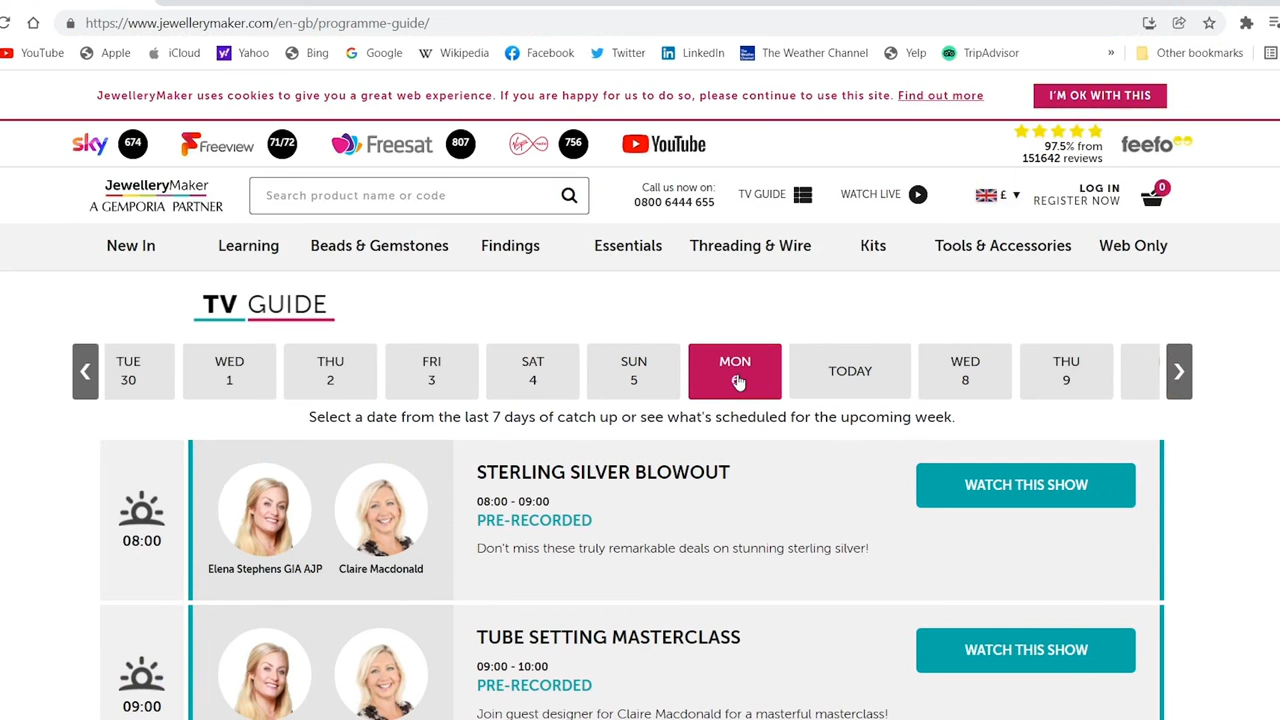 https://www.jewellerymaker.com/en-gb/programme-guide/
YouTube Apple iCloud Yahoo Bing Google Wikipedia Facebook Twitter LinkedIn The Weather Channel Yelp TripAdvisor » Other bookmarks
JewelleryMaker uses cookies to give you a great web experience. If you are happy for us to do so, please continue to use this site. Find out more
I'M OK WITH THIS
sky 674 Freeview 71/72 Freesat 807 756 YouTube
97.5% from
151642 reviews
feefo
JewelleryMaker
A GEMPORIA PARTNER
Search product name or code
Call us now on:
0800 6444 655
TV GUIDE
WATCH LIVE
£ ▼
LOG IN
REGISTER NOW
0
New In Learning Beads & Gemstones Findings Essentials Threading & Wire Kits Tools & Accessories Web Only
TV GUIDE
TUE 30
WED 1
THU 2
FRI 3
SAT 4
SUN 5
MON
TODAY
WED 8
THU 9
Select a date from the last 7 days of catch up or see what's scheduled for the upcoming week.
08:00
Elena Stephens GIA AJP
Claire Macdonald
STERLING SILVER BLOWOUT
08:00 - 09:00
PRE-RECORDED
Don't miss these truly remarkable deals on stunning sterling silver!
WATCH THIS SHOW
09:00
TUBE SETTING MASTERCLASS
09:00 - 10:00
PRE-RECORDED
Join guest designer for Claire Macdonald for a masterful masterclass!
WATCH THIS SHOW